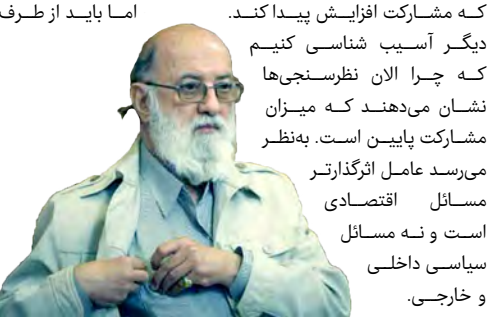 که مشارکت افزایش پیدا کند. اما باید از طرف
دیگر آسیب شناسی کنیم
که چرا الان نظرسنجی‌ها
نشان می‌دهند که میزان
مشارکت پایین است. به‌نظر
می‌رسد عامل اثرگذارتر
مسائل اقتصادی
است و نه مسائل
سیاسی داخلی
و خارجی.